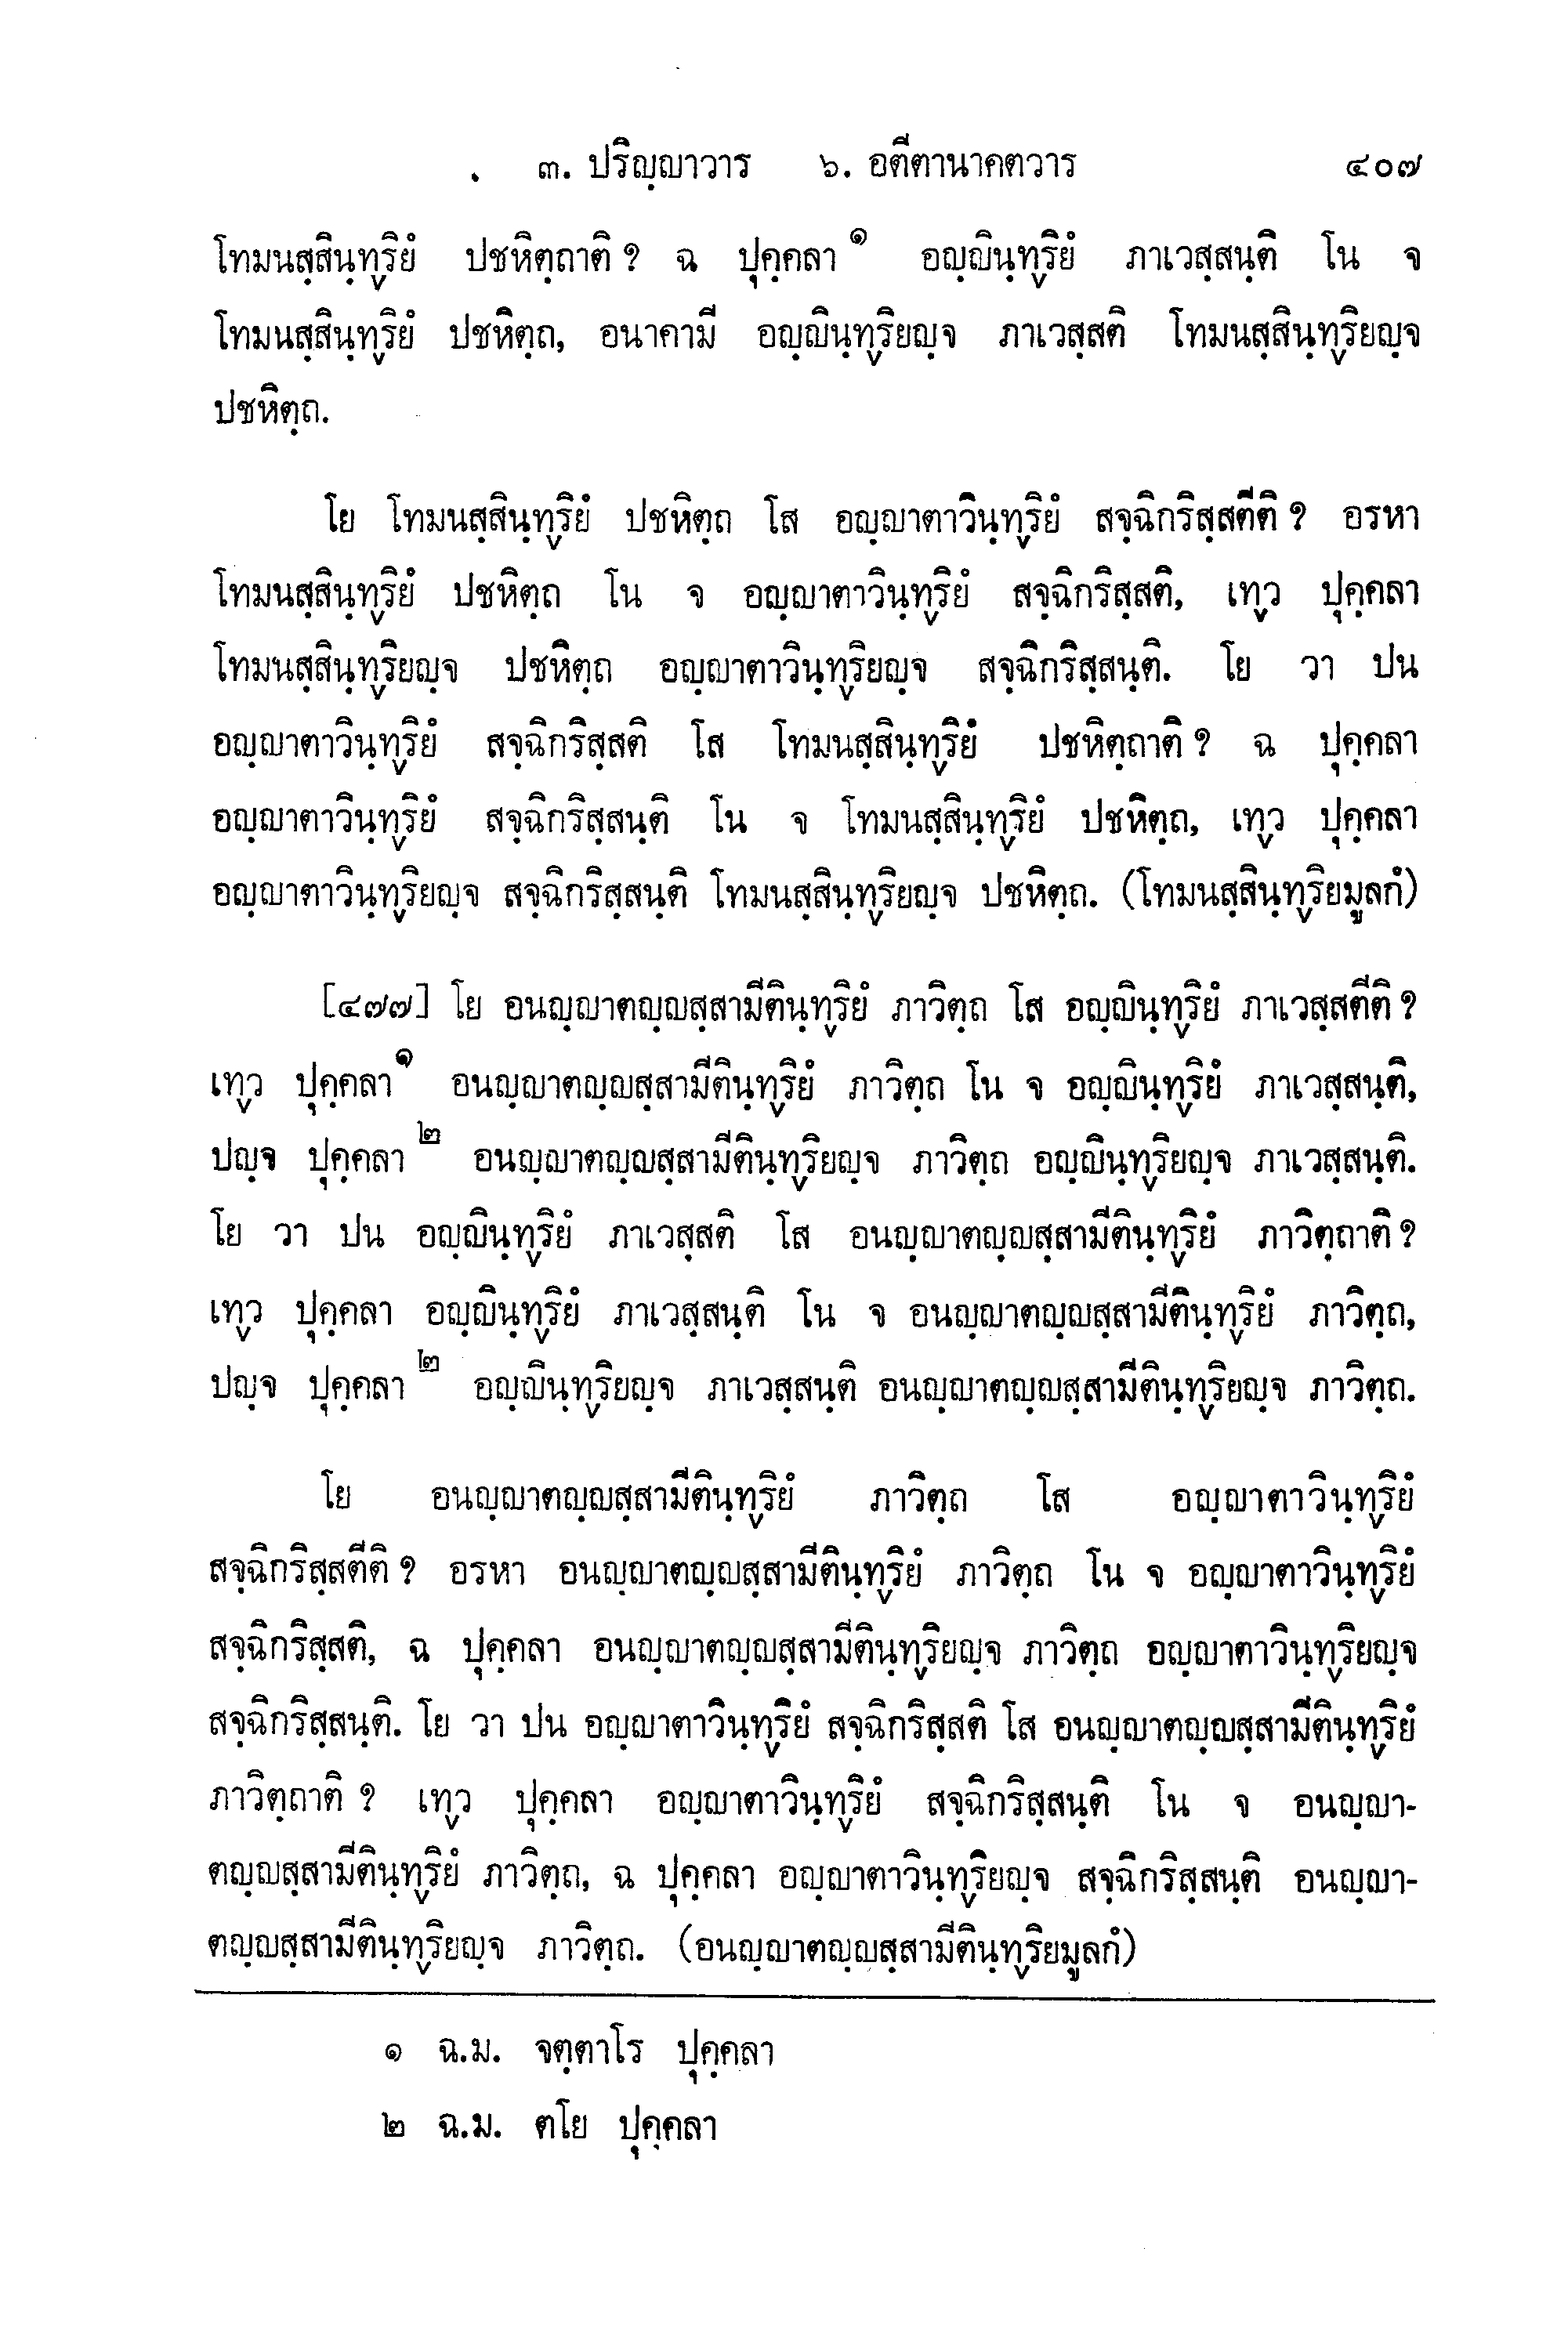 ๓. ปริญฺญาวาร ๖. อตีตานาคตวาร ๔๐๗
โทมนสฺสินฺทฺริยํ ปชหิตฺถาติ ? ฉ ปุคฺคลา ๑ อญฺญินฺทฺริยํ ภาเวสฺสนฺติ โน จ
โทมนสฺสินฺทฺริยํ ปชหิตฺถ, อนาคามี อญฺญินฺทฺริยญฺจ ภาเวสฺสติ โทมนสฺสินฺทฺริยญฺจ
ปชหิตฺถ.
โย โทมนสฺสินฺทฺริยํ ปชหิตฺถ โส อญฺญาตาวินฺทฺริยํ สจฺฉิกริสฺสตีติ ? อรหา
โทมนสฺสินฺทฺริยํ ปชหิตฺถ โน จ อญฺญาตาวินฺทฺริยํ สจฺฉิกริสฺสติ, เทฺว ปุคฺคลา
โทมนสฺสินฺทฺริยญฺจ ปชหิตฺถ อญฺญาตาวินฺทฺริยญฺจ สจฺฉิกริสฺสนฺติ. โย วา ปน
อญฺญาตาวินฺทฺริยํ สจฺฉิกริสฺสติ โส โทมนสฺสินฺทฺริยํ ปชหิตฺถาติ ? ฉ ปุคฺคลา
อญฺญาตาวินฺทฺริยํ สจฺฉิกริสฺสนฺติ โน จ โทมนสฺสินฺทฺริยํ ปชหิตฺถ, เทฺว ปุคฺคลา
อญฺญาตาวินฺทฺริยญฺจ สจฺฉิกริสฺสนฺติ โทมนสฺสินฺทฺริยญฺจ ปชหิตฺถ. (โทมนสฺสินฺทฺริยมูลกํ)
[๔๗๗] โย อนญฺญาตญฺญสฺสามีตินฺทฺริยํ ภาวิตฺถ โส อญฺญินฺทฺริยํ ภาเวสฺสตีติ ?
เทฺว ปุคฺคลา ๑ อนญฺญาตญฺญสฺสามีตินฺทฺริยํ ภาวิตฺถ โน จ อญฺญินฺทฺริยํ ภาเวสฺสนฺติ,
ปญฺจ ปุคฺคลา ๒ อนญฺญาตญฺญสฺสามีตินฺทฺริยญฺจ ภาวิตฺถ อญฺญินฺทฺริยญฺจ ภาเวสฺสนฺติ.
โย วา ปน อญฺญินฺทฺริยํ ภาเวสฺสติ โส อนญฺญาตญฺญสฺสามีตินฺทฺริยํ ภาวิตฺถาติ ?
เทฺว ปุคฺคลา อญฺญินฺทฺริยํ ภาเวสฺสนฺติ โน จ อนญฺญาตญฺญสฺสามีตินฺทฺริยํ ภาวิตฺถ,
ปญฺจ ปุคฺคลา ๒ อญฺญินฺทฺริยญฺจ ภาเวสฺสนฺติ อนญฺญาตญฺญสฺสามีตินฺทฺริยญฺจ ภาวิตฺถ.
โย อนญฺญาตญฺญสฺสามีตินฺทฺริยํ ภาวิตฺถ โส อญฺญาตาวินฺทฺริยํ
สจฺฉิกริสฺสตีติ ? อรหา อนญฺญาตญฺญสฺสามีตินฺทฺริยํ ภาวิตฺถ โน จ อญฺญาตาวินฺทฺริยํ
สจฺฉิกริสฺสติ, ฉ ปุคฺคลา อนญฺญาตญฺญสฺสามีตินฺทฺริยญฺจ ภาวิตฺถ อญฺญาตาวินฺทฺริยญฺจ
สจฺฉิกริสฺสนฺติ. โย วา ปน อญฺญาตาวินฺทฺริยํ สจฺฉิกริสฺสติ โส อนญฺญาตญฺญสฺสามีตินฺทฺริยํ
ภาวิตฺถาติ ? เทฺว ปุคฺคลา อญฺญาตาวินฺทฺริยํ สจฺฉิกริสฺสนฺติ โน จ อนญฺญา-
ตญฺญสฺสามีตินฺทฺริยํ ภาวิตฺถ, ฉ ปุคฺคลา อญฺญาตาวินฺทฺริยญฺจ สจฺฉิกริสฺสนฺติ อนญฺญา-
ตญฺญสฺสามีตินฺทฺริยญฺจ ภาวิตฺถ. (อนญฺญาตญฺญสฺสามีตินฺทฺริยมูลกํ)
๑ ฉ.ม. จตฺตาโร ปุคฺคลา
๒ ฉ.ม. ตโย ปุคฺคลา